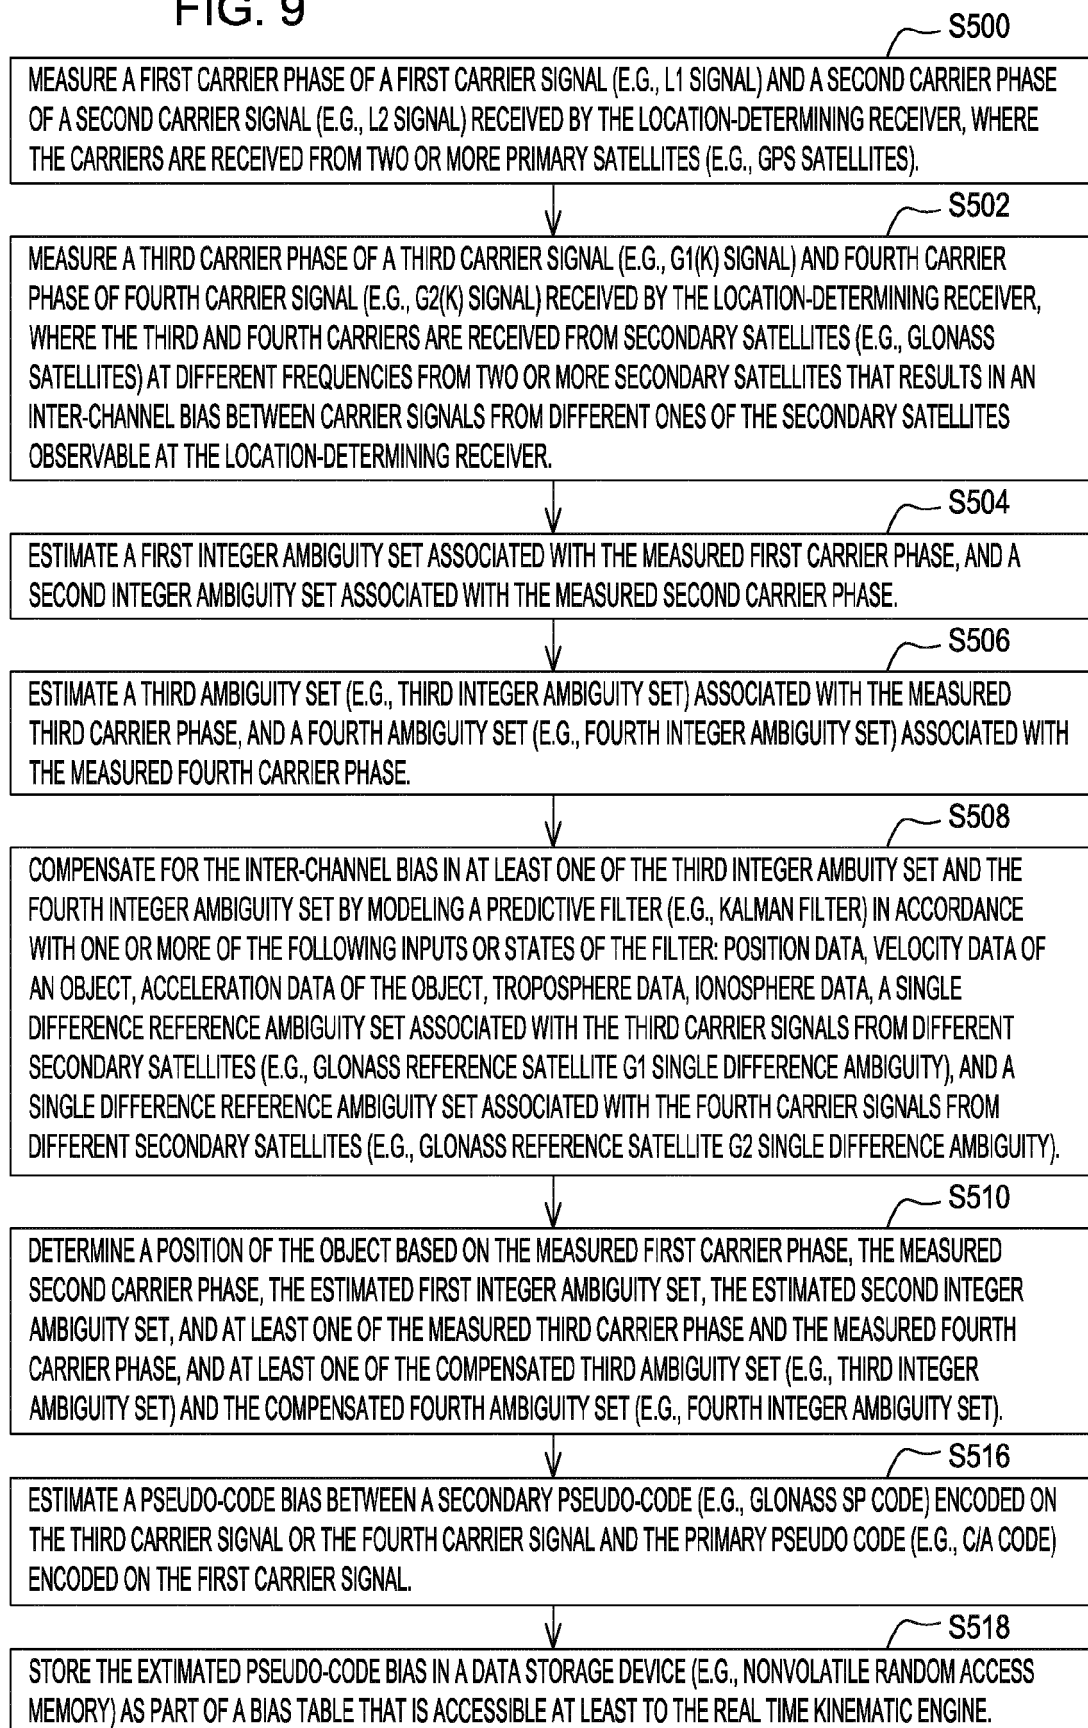 FIG. 9
S500
MEASURE A FIRST CARRIER PHASE OF A FIRST CARRIER SIGNAL (E.G., L1 SIGNAL) AND A SECOND CARRIER PHASE
OF A SECOND CARRIER SIGNAL (E.G., L2 SIGNAL) RECEIVED BY THE LOCATION-DETERMINING RECEIVER, WHERE
THE CARRIERS ARE RECEIVED FROM TWO OR MORE PRIMARY SATELLITES (E.G., GPS SATELLITES).
S502
MEASURE A THIRD CARRIER PHASE OF A THIRD CARRIER SIGNAL (E.G., G1(K) SIGNAL) AND FOURTH CARRIER
PHASE OF FOURTH CARRIER SIGNAL (E.G., G2(K) SIGNAL) RECEIVED BY THE LOCATION-DETERMINING RECEIVER,
WHERE THE THIRD AND FOURTH CARRIERS ARE RECEIVED FROM SECONDARY SATELLITES (E.G., GLONASS
SATELLITES) AT DIFFERENT FREQUENCIES FROM TWO OR MORE SECONDARY SATELLITES THAT RESULTS IN AN
INTER-CHANNEL BIAS BETWEEN CARRIER SIGNALS FROM DIFFERENT ONES OF THE SECONDARY SATELLITES
OBSERVABLE AT THE LOCATION-DETERMINING RECEIVER.
S504
ESTIMATE A FIRST INTEGER AMBIGUITY SET ASSOCIATED WITH THE MEASURED FIRST CARRIER PHASE, AND A
SECOND INTEGER AMBIGUITY SET ASSOCIATED WITH THE MEASURED SECOND CARRIER PHASE.
S506
ESTIMATE A THIRD AMBIGUITY SET (E.G., THIRD INTEGER AMBIGUITY SET) ASSOCIATED WITH THE MEASURED
THIRD CARRIER PHASE, AND A FOURTH AMBIGUITY SET (E.G., FOURTH INTEGER AMBIGUITY SET) ASSOCIATED WITH
THE MEASURED FOURTH CARRIER PHASE.
S508
COMPENSATE FOR THE INTER-CHANNEL BIAS IN AT LEAST ONE OF THE THIRD INTEGER AMBUITY SET AND THE
FOURTH INTEGER AMBIGUITY SET BY MODELING A PREDICTIVE FILTER (E.G., KALMAN FILTER) IN ACCORDANCE
WITH ONE OR MORE OF THE FOLLOWING INPUTS OR STATES OF THE FILTER: POSITION DATA, VELOCITY DATA OF
AN OBJECT, ACCELERATION DATA OF THE OBJECT, TROPOSPHERE DATA, IONOSPHERE DATA, A SINGLE
DIFFERENCE REFERENCE AMBIGUITY SET ASSOCIATED WITH THE THIRD CARRIER SIGNALS FROM DIFFERENT
SECONDARY SATELLITES (E.G., GLONASS REFERENCE SATELLITE G1 SINGLE DIFFERENCE AMBIGUITY), AND A
SINGLE DIFFERENCE REFERENCE AMBIGUITY SET ASSOCIATED WITH THE FOURTH CARRIER SIGNALS FROM
DIFFERENT SECONDARY SATELLITES (E.G., GLONASS REFERENCE SATELLITE G2 SINGLE DIFFERENCE AMBIGUITY).
S510
DETERMINE A POSITION OF THE OBJECT BASED ON THE MEASURED FIRST CARRIER PHASE, THE MEASURED
SECOND CARRIER PHASE, THE ESTIMATED FIRST INTEGER AMBIGUITY SET, THE ESTIMATED SECOND INTEGER
AMBIGUITY SET, AND AT LEAST ONE OF THE MEASURED THIRD CARRIER PHASE AND THE MEASURED FOURTH
CARRIER PHASE, AND AT LEAST ONE OF THE COMPENSATED THIRD AMBIGUITY SET (E.G., THIRD INTEGER
AMBIGUITY SET) AND THE COMPENSATED FOURTH AMBIGUITY SET (E.G., FOURTH INTEGER AMBIGUITY SET).
S516
ESTIMATE A PSEUDO-CODE BIAS BETWEEN A SECONDARY PSEUDO-CODE (E.G., GLONASS SP CODE) ENCODED ON
THE THIRD CARRIER SIGNAL OR THE FOURTH CARRIER SIGNAL AND THE PRIMARY PSEUDO CODE (E.G., C/A CODE)
ENCODED ON THE FIRST CARRIER SIGNAL.
S518
STORE THE EXTIMATED PSEUDO-CODE BIAS IN A DATA STORAGE DEVICE (E.G., NONVOLATILE RANDOM ACCESS
MEMORY) AS PART OF A BIAS TABLE THAT IS ACCESSIBLE AT LEAST TO THE REAL TIME KINEMATIC ENGINE.